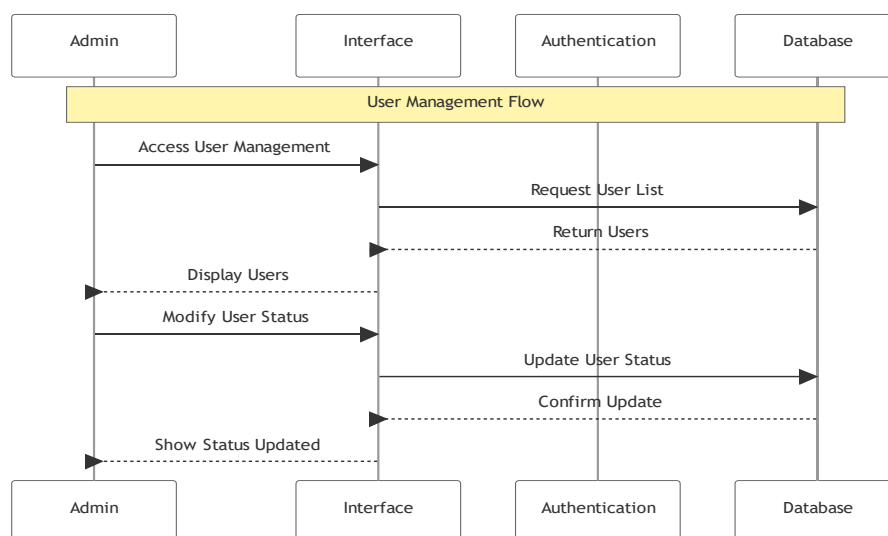 Admin
Interface
Authentication
Database
User Management Flow
Access User Management
Request User List
Return Users
Display Users
Modify User Status
Update User Status
Confirm Update
Show Status Updated
Admin
Interface
Authentication
Database